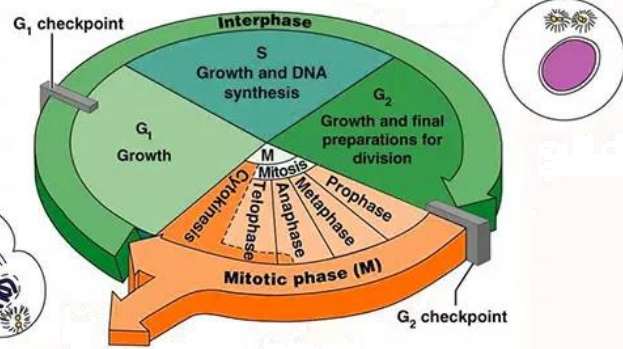 Interphase
G₁ checkpoint
S
Growth and DNA
synthesis
G₂
Growth and final
preparations for
division
G₁
Growth
M
Mitosis
Cytokinesis
Telophase
Anaphase
Metaphase
Prophase
Mitotic phase (M)
G₂ checkpoint